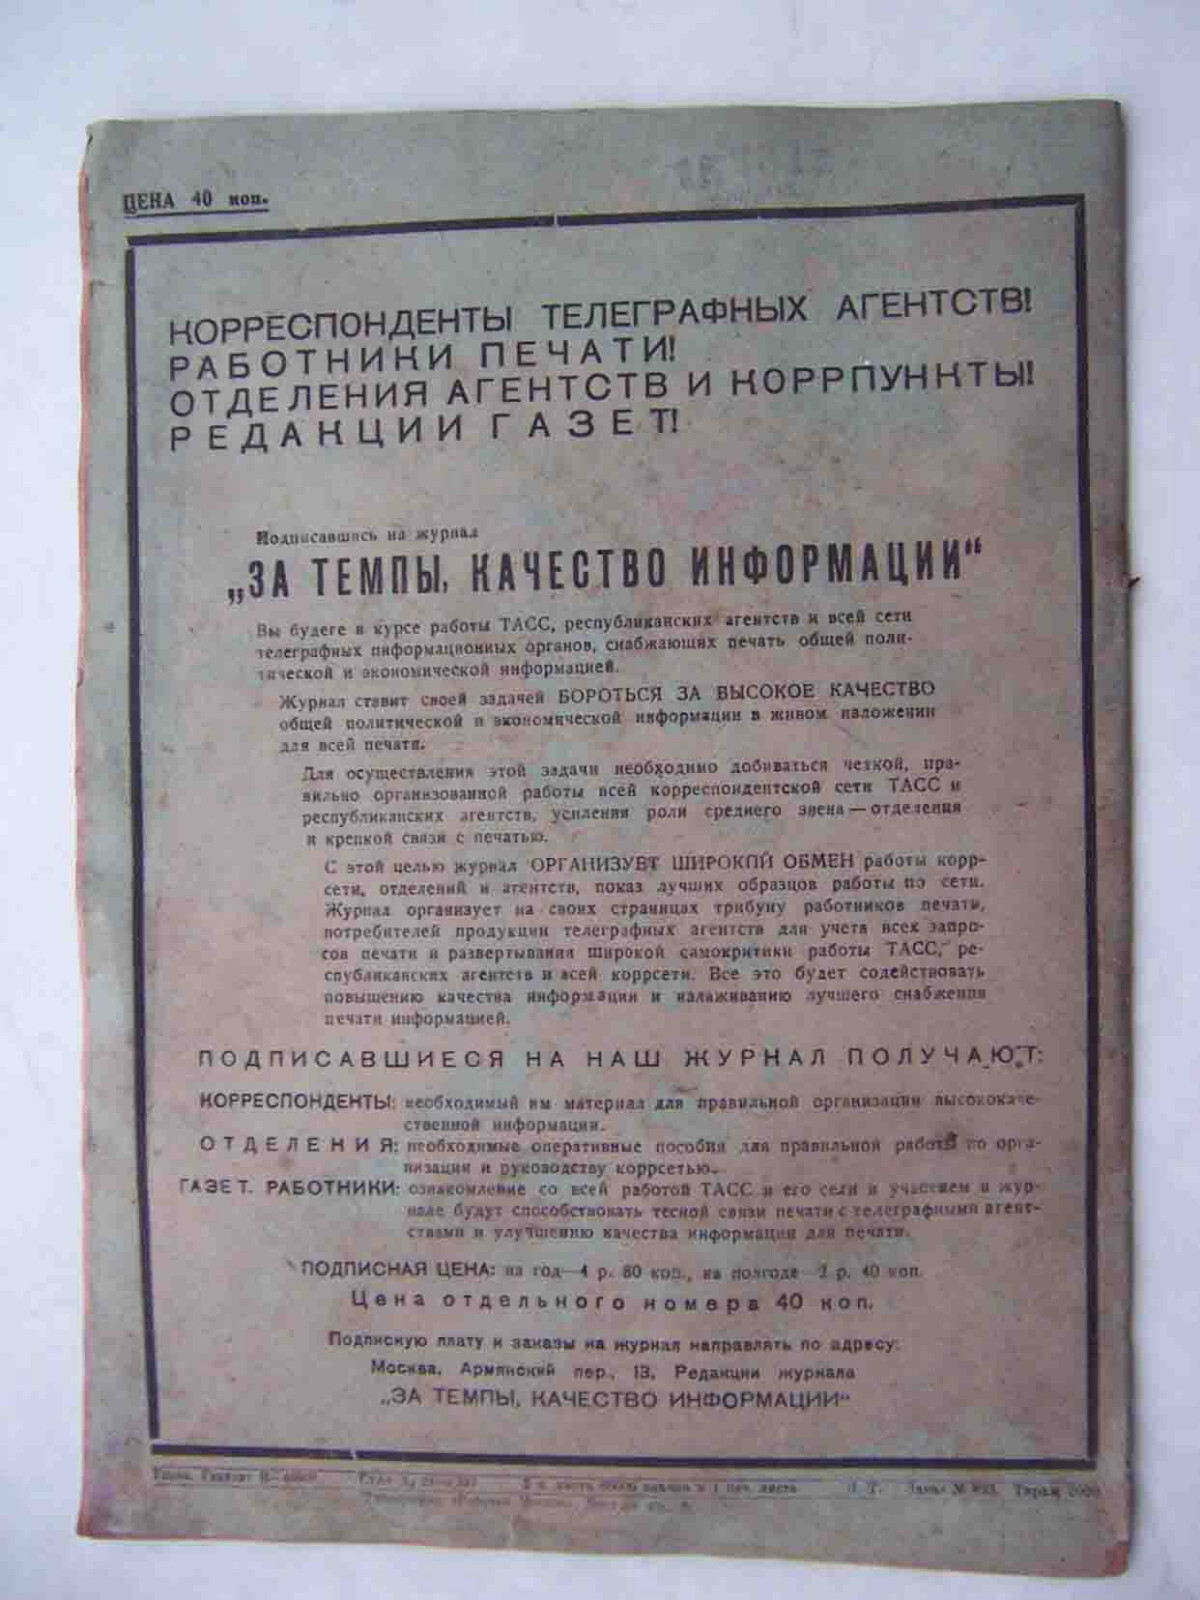 ЦЕНА 40 коп.
КОРРЕСПОНДЕНТЫ ТЕЛЕГРАФНЫХ АГЕНТСТВ!
РАБОТНИКИ ПЕЧАТИ!
ОТДЕЛЕНИЯ АГЕНТСТВ И КОРРПУНКТЫ!
РЕДАКЦИИ ГАЗЕТ!
Подписавшись на журнал
„ЗА ТЕМПЫ, КАЧЕСТВО ИНФОРМАЦИИ“
Вы будете в курсе работы ТАСС, республиканских агентств и всей сети
телеграфных информационных органов, снабжающих печать общей поли-
тической и экономической информацией.
Журнал ставит своей задачей БОРОТЬСЯ ЗА ВЫСОКОЕ КАЧЕСТВО
общей политической и экономической информации в живом изложении
для всей печати.
Для осуществления этой задачи необходимо добиваться четкой, пра-
вильно организованной работы всей корреспондентской сети ТАСС и
республиканских агентств, усиления роли среднего звена — отделения
и крепкой связи с печатью.
С этой целью журнал ОРГАНИЗУЕТ ШИРОКИЙ ОБМЕН работы корр-
сети, отделений и агентств, показ лучших образцов работы по сети.
Журнал организует на своих страницах трибуну работников печати,
потребителей продукции телеграфных агентств для учета всех запро-
сов печати и развертывания широкой самокритики работы ТАСС, ре-
спубликанских агентств и всей коррсети. Все это будет содействовать
повышению качества информации и налаживанию лучшего снабжения
печати информацией.
ПОДПИСАВШИЕСЯ НА НАШ ЖУРНАЛ ПОЛУЧАЮТ:
КОРРЕСПОНДЕНТЫ: необходимый им материал для правильной организации высококаче-
ственной информации.
ОТДЕЛЕНИЯ: необходимые оперативные пособия для правильной работы по орга-
низации и руководству коррсетью.
ГАЗЕТ. РАБОТНИКИ: ознакомление со всей работой ТАСС и его сети и участием в жур-
нале будут способствовать тесной связи печати с телеграфными агент-
ствами и улучшению качества информации для печати.
ПОДПИСНАЯ ЦЕНА: на год—4 р. 80 коп., на полгода—2 р. 40 коп.
Цена отдельного номера 40 коп.
Подписную плату и заказы на журнал направлять по адресу:
Москва, Армянский пер., 13, Редакции журнала
„ЗА ТЕМПЫ, КАЧЕСТВО ИНФОРМАЦИИ“
Тираж